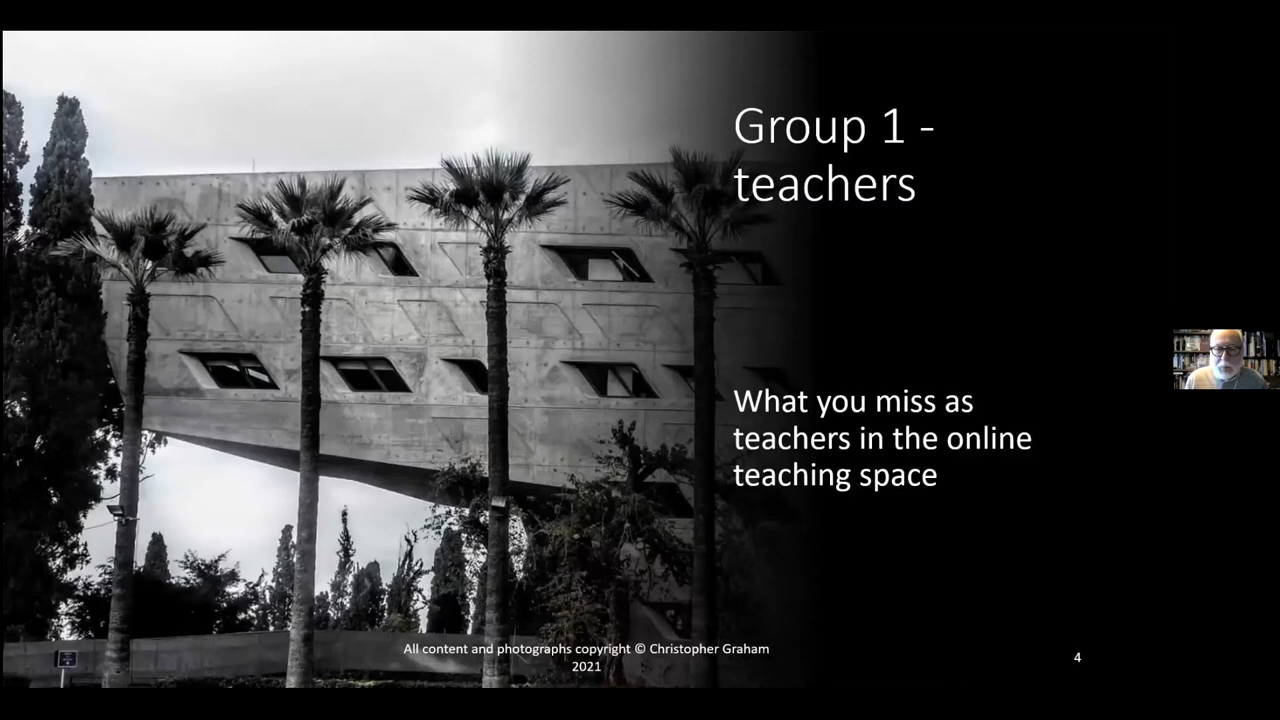 Group 1 -
teachers
What you miss as
teachers in the online
teaching space
All content and photographs copyright © Christopher Graham
2021
4